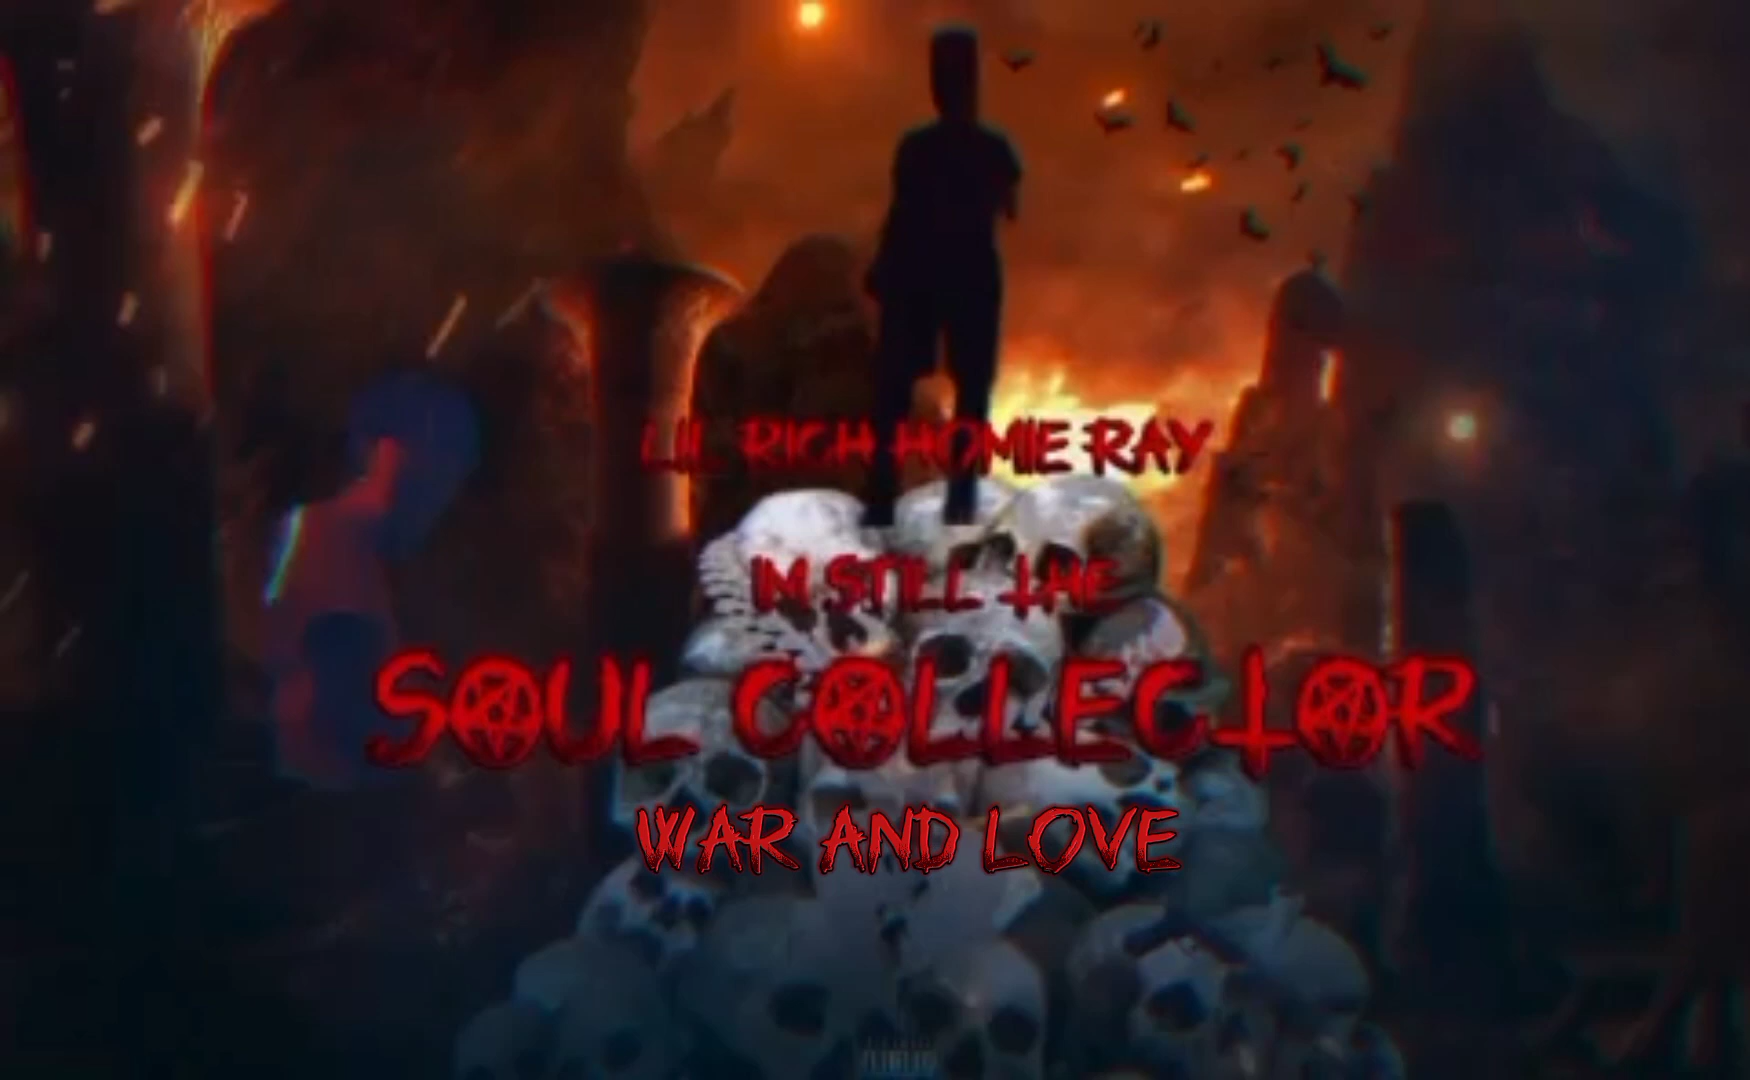 LIL RICH HOMIE RAY
IM STILL THE
SOUL COLLECTOR
WAR AND LOVE